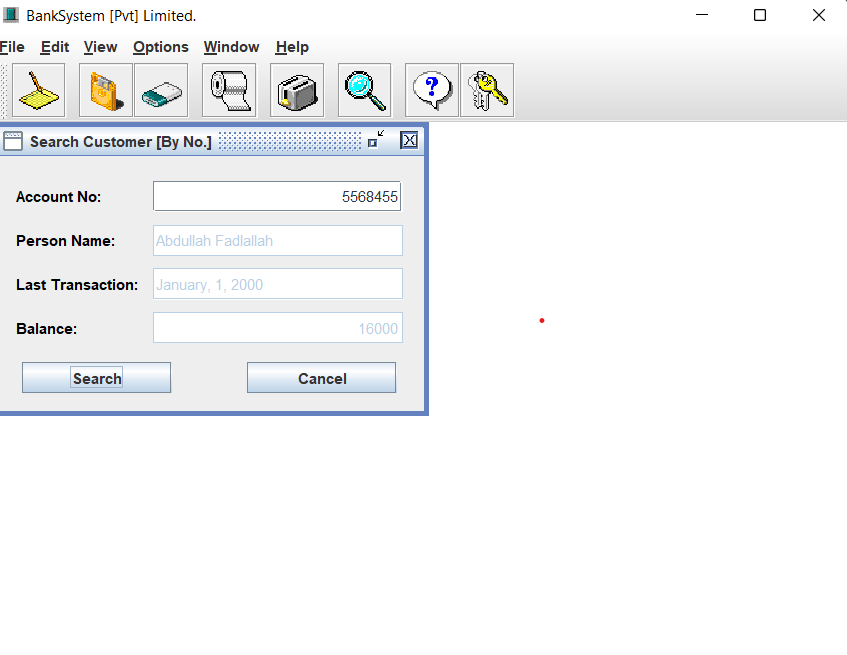 BankSystem [Pvt] Limited.
File Edit View Options Window Help
?
Search Customer [By No.]
Account No: 5568455
Person Name: Abdullah Fadlallah
Last Transaction: January, 1, 2000
Balance: 16000
Search Cancel